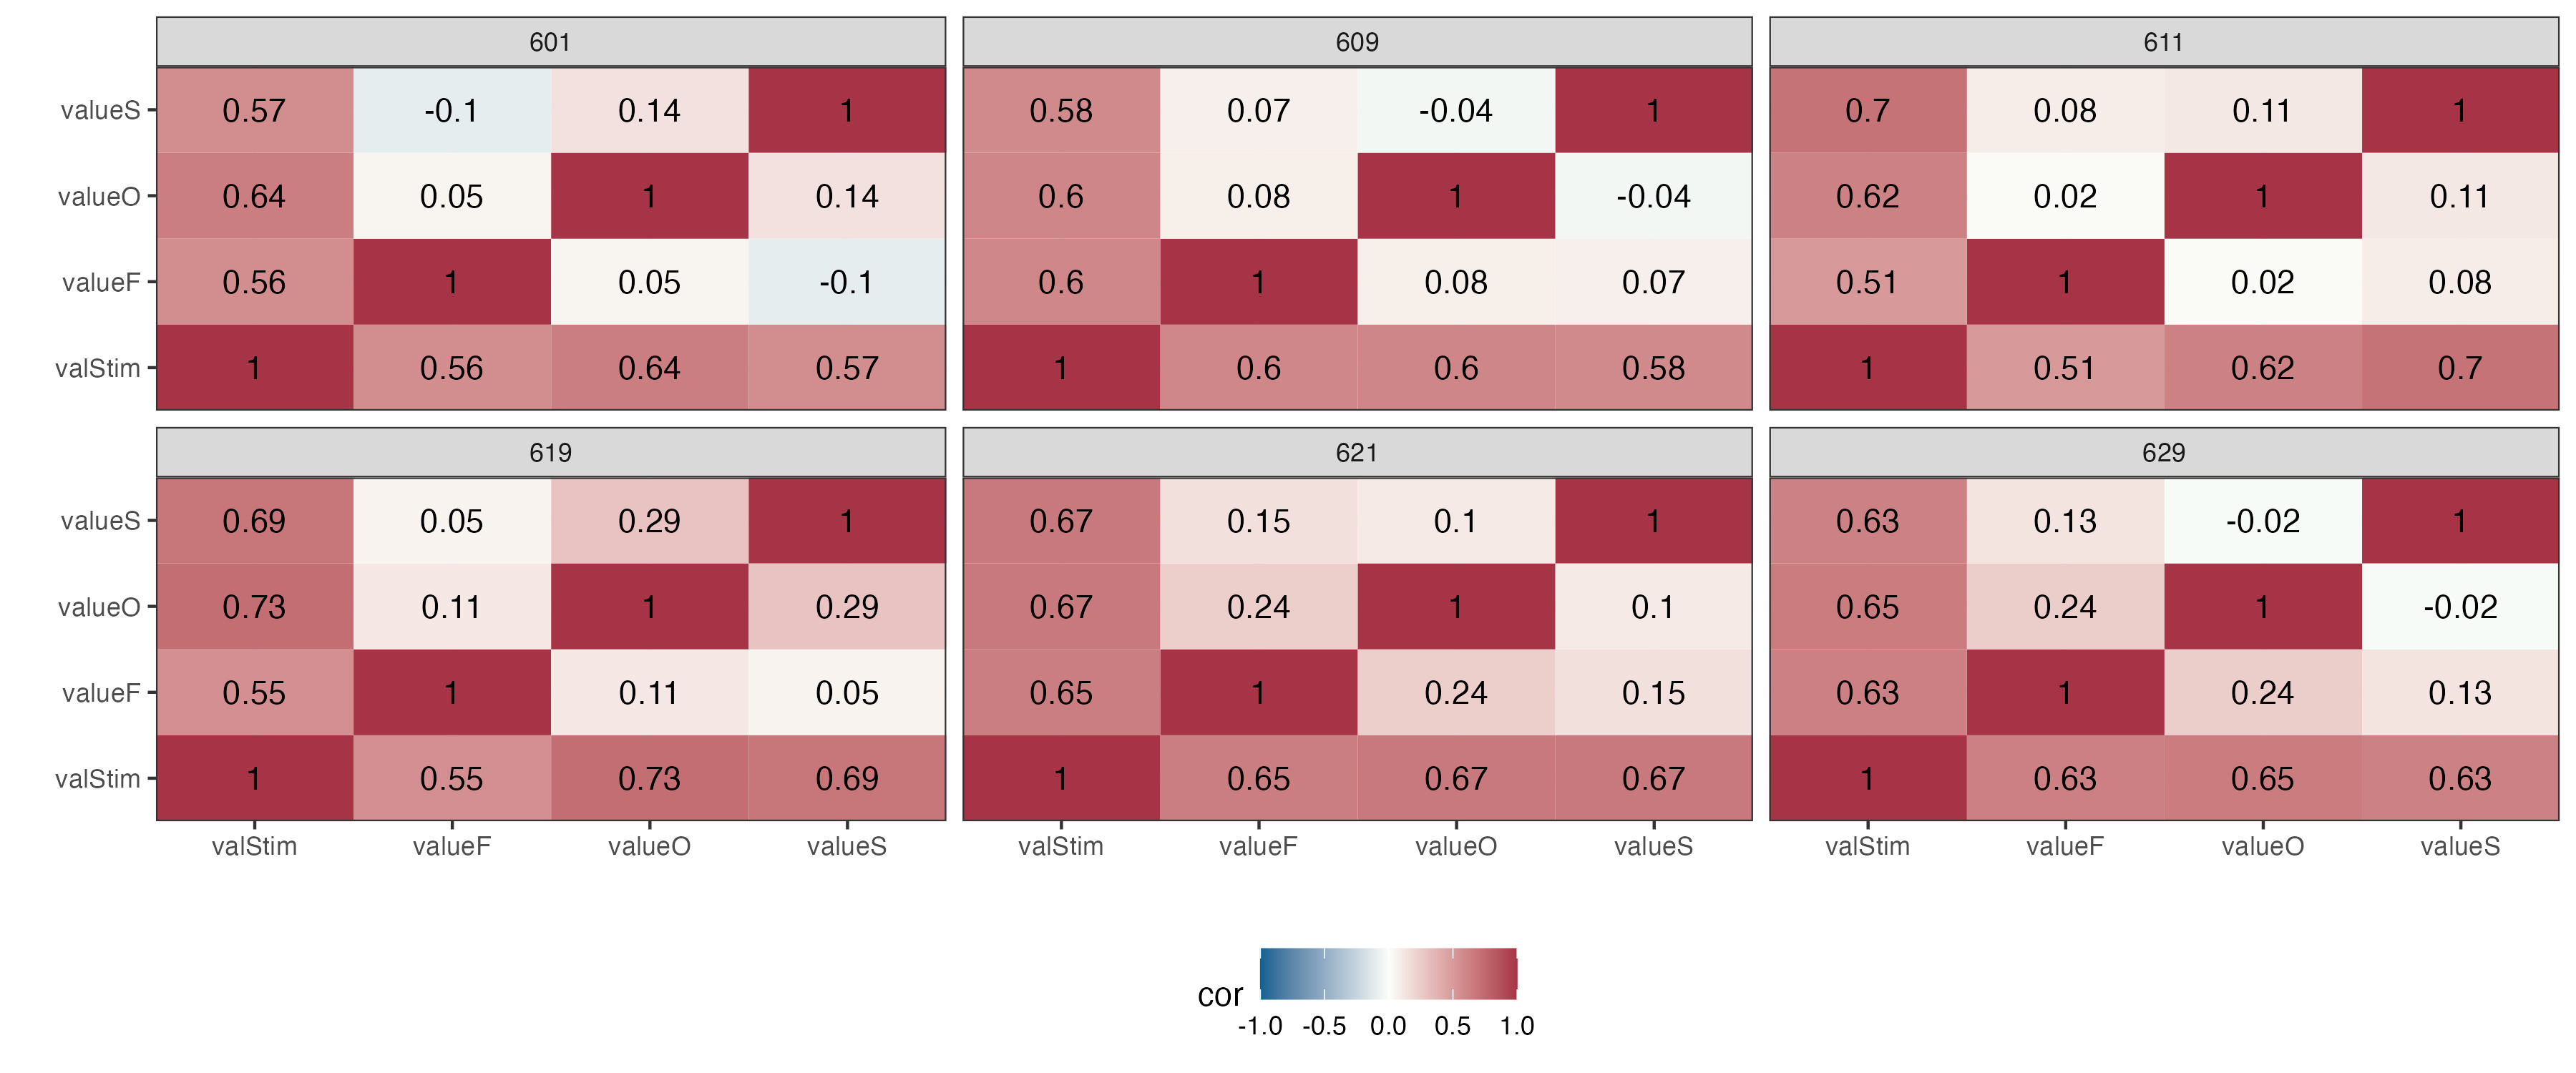 601 609 611
valueS 0.57 -0.1 0.14 1 0.58 0.07 -0.04 1 0.7 0.08 0.11 1
valueO 0.64 0.05 1 0.14 0.6 0.08 1 -0.04 0.62 0.02 1 0.11
valueF 0.56 1 0.05 -0.1 0.6 1 0.08 0.07 0.51 1 0.02 0.08
valStim 1 0.56 0.64 0.57 1 0.6 0.6 0.58 1 0.51 0.62 0.7
619 621 629
valueS 0.69 0.05 0.29 1 0.67 0.15 0.1 1 0.63 0.13 -0.02 1
valueO 0.73 0.11 1 0.29 0.67 0.24 1 0.1 0.65 0.24 1 -0.02
valueF 0.55 1 0.11 0.05 0.65 1 0.24 0.15 0.63 1 0.24 0.13
valStim 1 0.55 0.73 0.69 1 0.65 0.67 0.67 1 0.63 0.65 0.63
valStim valueF valueO valueS valStim valueF valueO valueS valStim valueF valueO valueS
cor
-1.0 -0.5 0.0 0.5 1.0